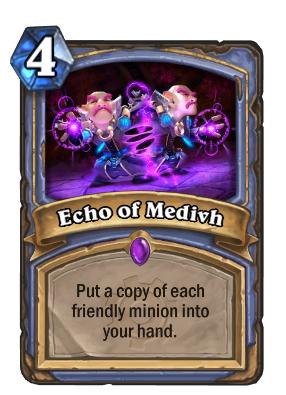 4
Echo of Medivh
Put a copy of each
friendly minion into
your hand.